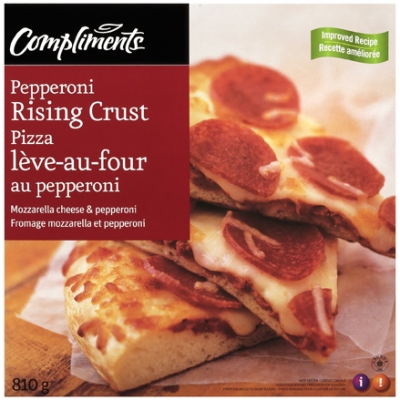 Compliments
Improved Recipe
Recette améliorée
Pepperoni
Rising Crust
Pizza
lève-au-four
au pepperoni
Mozzarella cheese & pepperoni
Fromage mozzarella et pepperoni
810 g